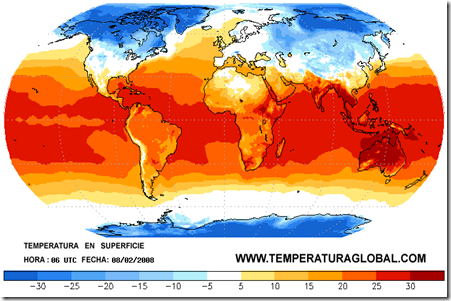 TEMPERATURA EN SUPERFICIE
HORA: 06 UTC FECHA: 08/02/2008
WWW.TEMPERATURAGLOBAL.COM
-30 -25 -20 -15 -10 -5 5 10 15 20 25 30